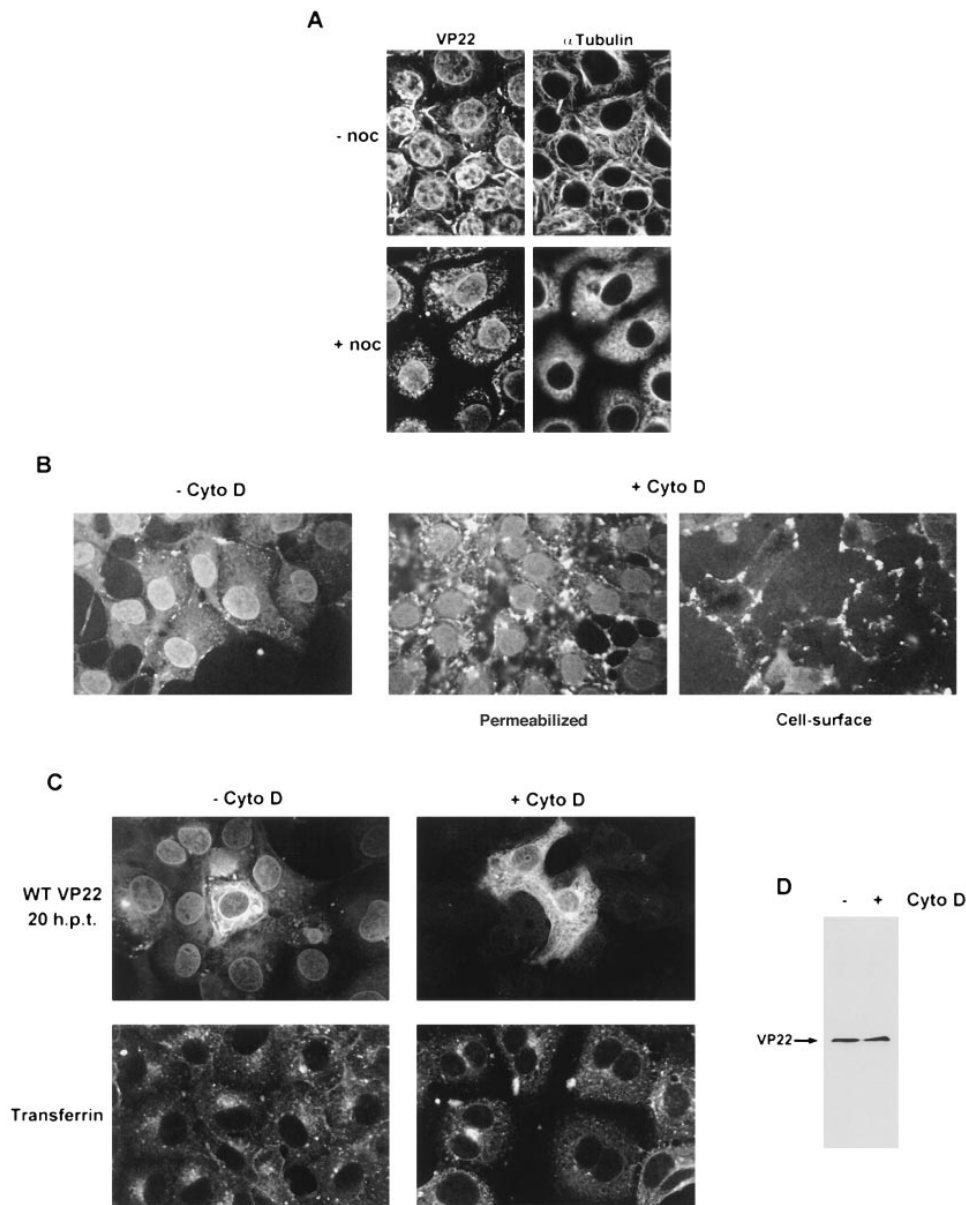 A
VP22
α Tubulin
- noc
+ noc
B
- Cyto D
+ Cyto D
Permeabilized
Cell-surface
C
- Cyto D
+ Cyto D
WT VP22
20 h.p.t.
Transferrin
D
- + Cyto D
VP22